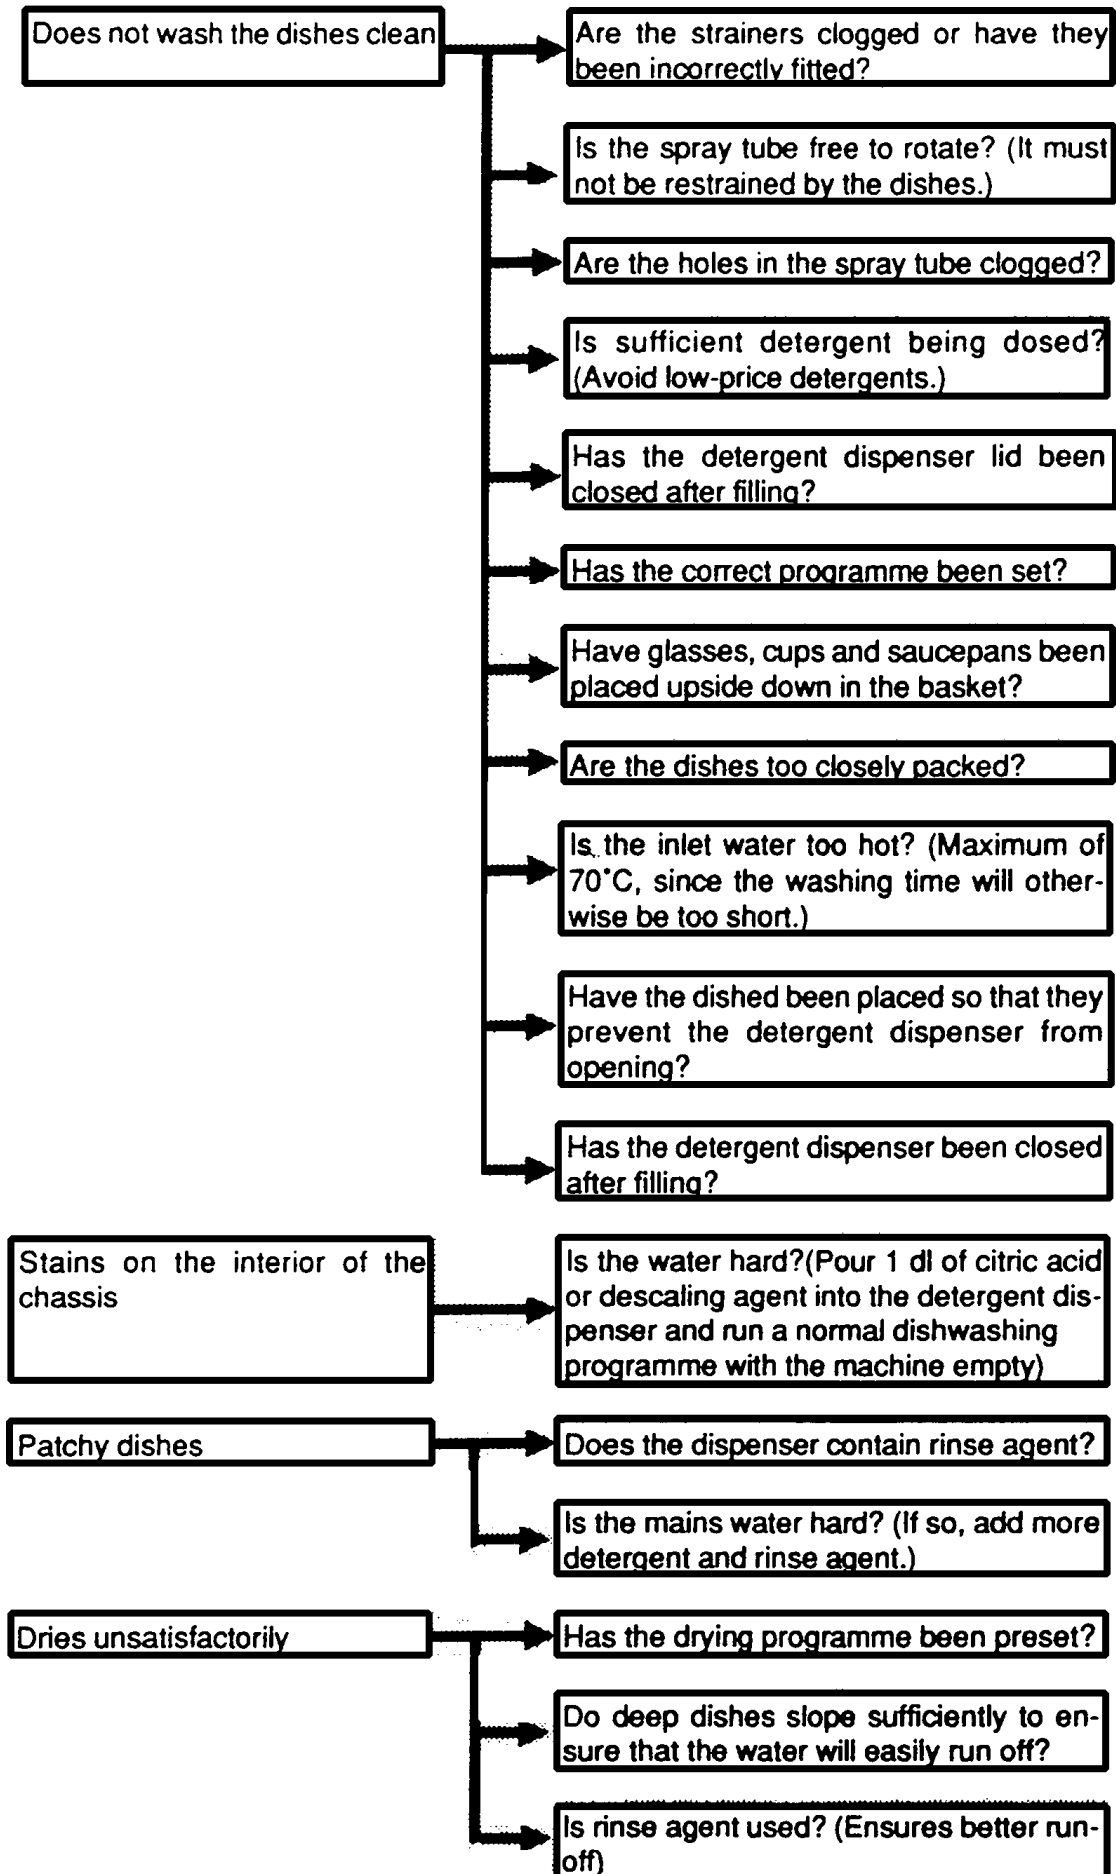 Does not wash the dishes clean
Are the strainers clogged or have they
been incorrectly fitted?
Is the spray tube free to rotate? (It must
not be restrained by the dishes.)
Are the holes in the spray tube clogged?
Is sufficient detergent being dosed?
(Avoid low-price detergents.)
Has the detergent dispenser lid been
closed after filling?
Has the correct programme been set?
Have glasses, cups and saucepans been
placed upside down in the basket?
Are the dishes too closely packed?
Is the inlet water too hot? (Maximum of
70°C, since the washing time will other-
wise be too short.)
Have the dished been placed so that they
prevent the detergent dispenser from
opening?
Has the detergent dispenser been closed
after filling?
Stains on the interior of the
chassis
Is the water hard?(Pour 1 dl of citric acid
or descaling agent into the detergent dis-
penser and run a normal dishwashing
programme with the machine empty)
Patchy dishes
Does the dispenser contain rinse agent?
Is the mains water hard? (If so, add more
detergent and rinse agent.)
Dries unsatisfactorily
Has the drying programme been preset?
Do deep dishes slope sufficiently to en-
sure that the water will easily run off?
Is rinse agent used? (Ensures better run-
off)